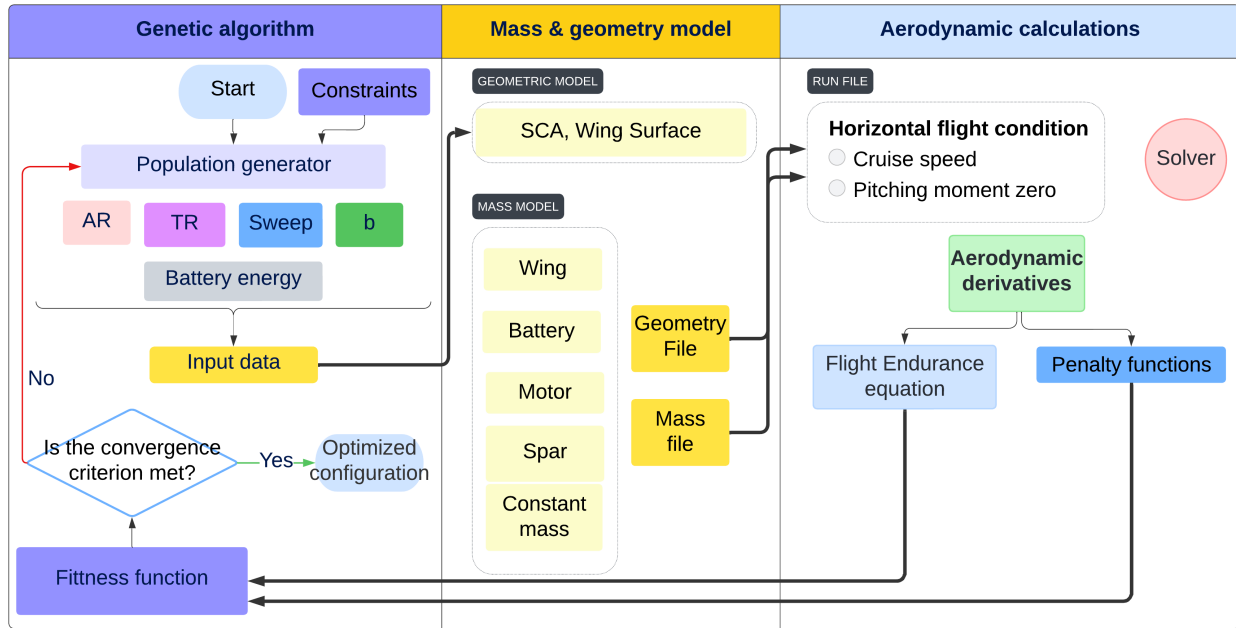 Genetic algorithm
Mass & geometry model
Aerodynamic calculations
Start
Constraints
Population generator
AR
TR
Sweep
b
Battery energy
Input data
No
Is the convergence
criterion met?
Yes
Optimized
configuration
Fittness function
GEOMETRIC MODEL
SCA, Wing Surface
MASS MODEL
Wing
Battery
Motor
Spar
Constant
mass
Geometry
File
Mass
file
RUN FILE
Horizontal flight condition
Cruise speed
Pitching moment zero
Solver
Aerodynamic
derivatives
Flight Endurance
equation
Penalty functions